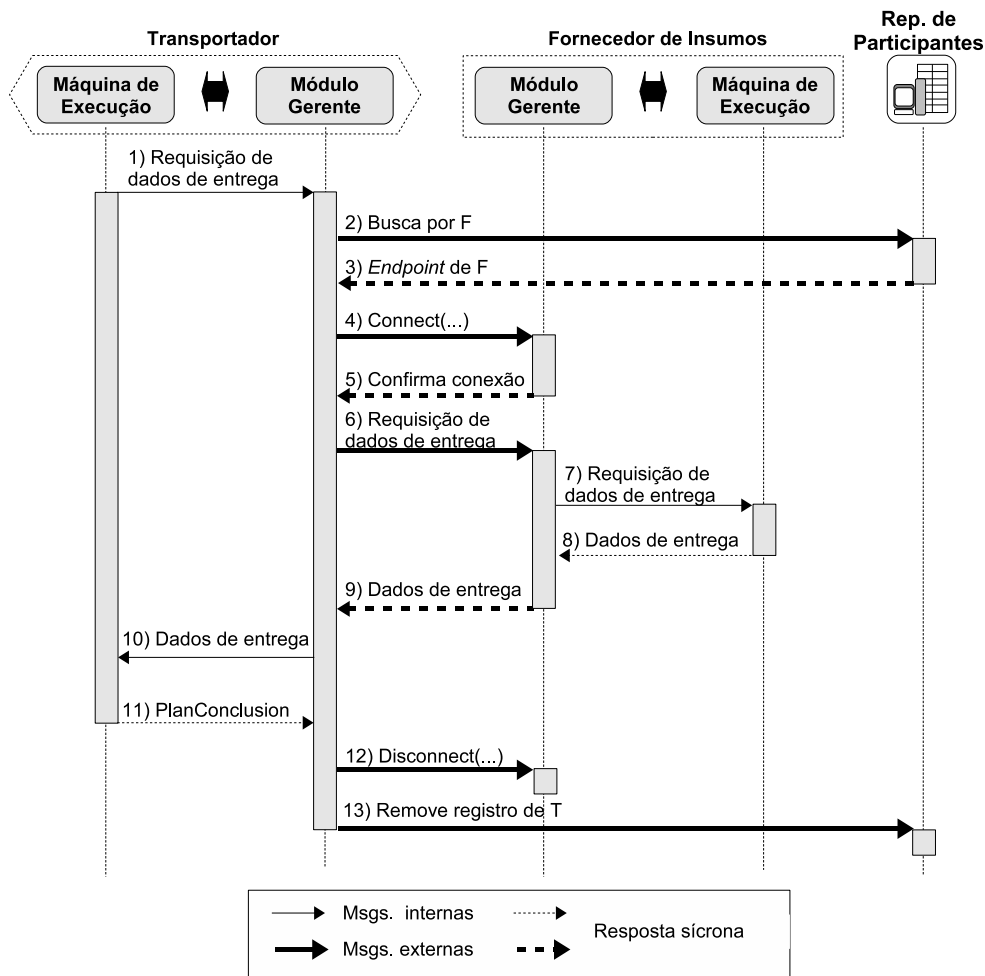 Transportador
Fornecedor de Insumos
Rep. de
Participantes
Máquina de
Execução
Módulo
Gerente
Módulo
Gerente
Máquina de
Execução
1) Requisição de
dados de entrega
2) Busca por F
3) Endpoint de F
4) Connect(...)
5) Confirma conexão
6) Requisição de
dados de entrega
7) Requisição de
dados de entrega
8) Dados de entrega
9) Dados de entrega
10) Dados de entrega
11) PlanConclusion
12) Disconnect(...)
13) Remove registro de T
Msgs. internas
Msgs. externas
Resposta sícrona